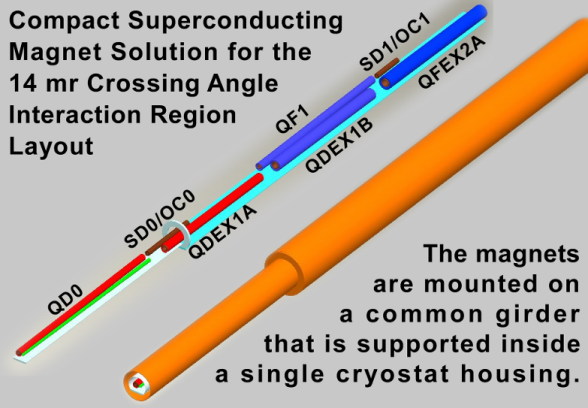 Compact Superconducting
Magnet Solution for the
14 mr Crossing Angle
Interaction Region
Layout
SD1/OC1
QFEX2A
QF1
QDEX1B
SD0/OC0
QDEX1A
QD0
The magnets
are mounted on
a common girder
that is supported inside
a single cryostat housing.